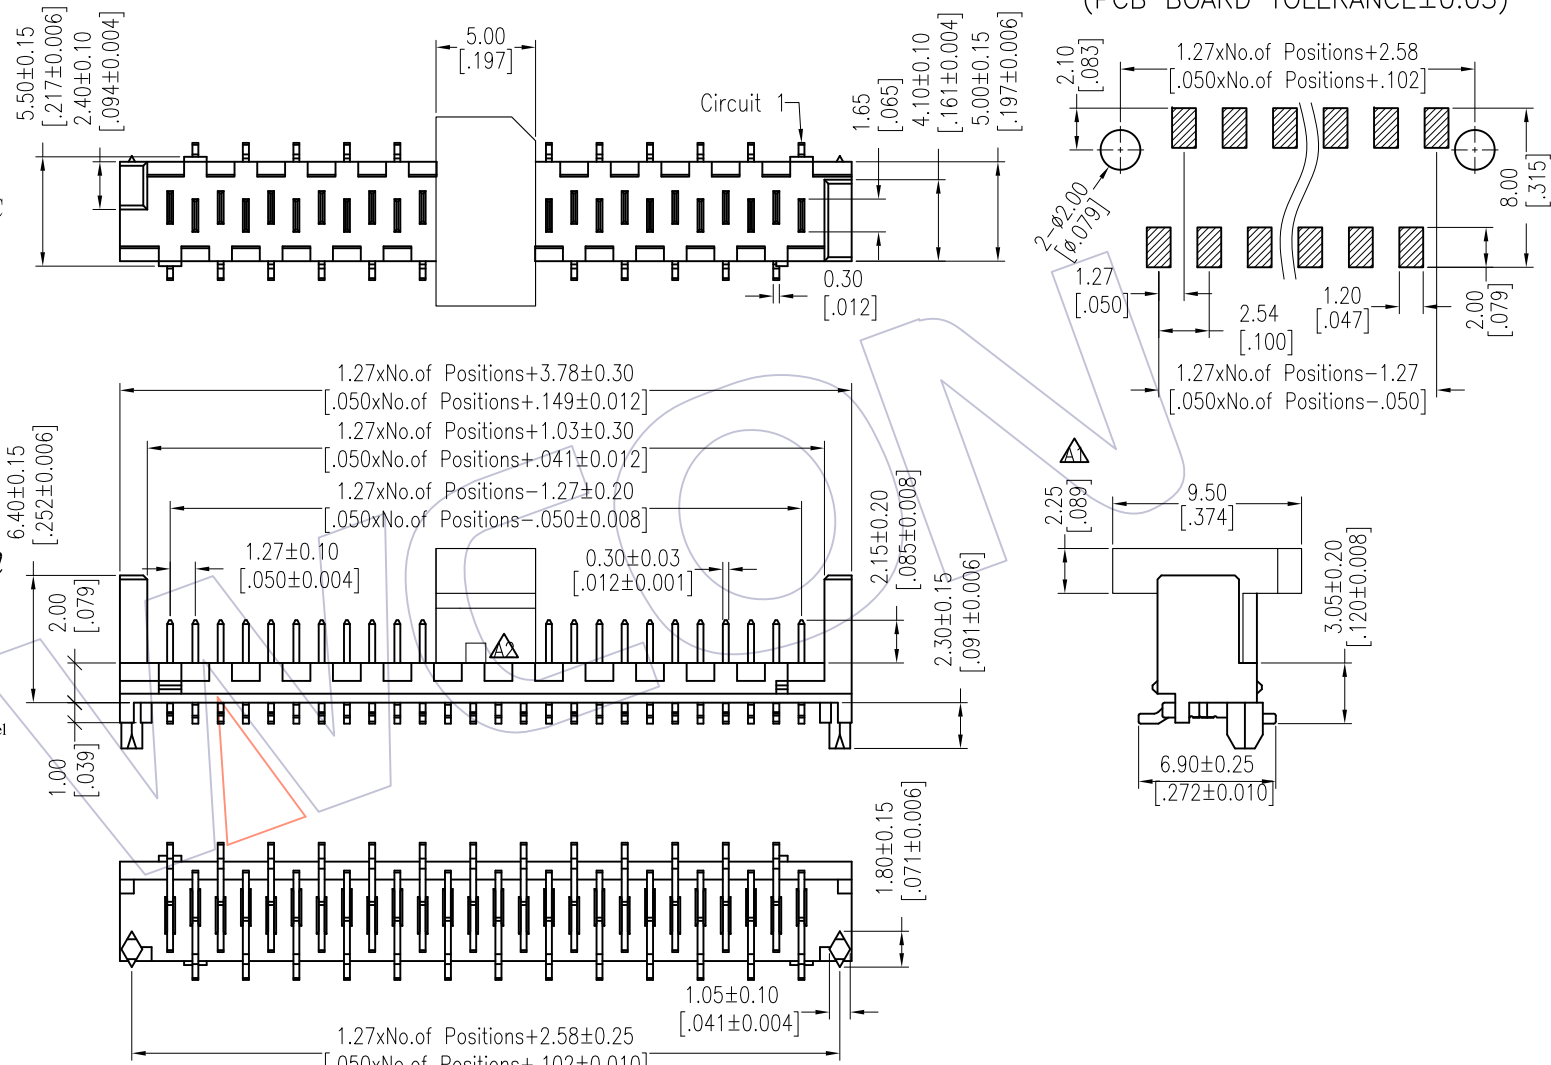 (PCB BOARD TOLERANCE±0.05)
5.50±0.15
[.217±0.006]
2.40±0.10
[.094±0.004]
5.00
[.197]
Circuit 1
1.65
[.065]
4.10±0.10
[.161±0.004]
5.00±0.15
[.197±0.006]
0.30
[.012]
2.10
[.083]
1.27xNo.of Positions+2.58
[.050xNo.of Positions+.102]
2-ø2.00
[ø.079]
8.00
[.315]
1.27
[.050]
2.54
[.100]
1.20
[.047]
2.00
[.079]
1.27xNo.of Positions-1.27
[.050xNo.of Positions-.050]
1.27xNo.of Positions+3.78±0.30
[.050xNo.of Positions+.149±0.012]
1.27xNo.of Positions+1.03±0.30
[.050xNo.of Positions+.041±0.012]
1.27xNo.of Positions-1.27±0.20
[.050xNo.of Positions-.050±0.008]
6.40±0.15
[.252±0.006]
1.27±0.10
[.050±0.004]
0.30±0.03
[.012±0.001]
2.15±0.20
[.085±0.008]
2.00
[.079]
A2
2.30±0.15
[.091±0.006]
1.00
[.039]
A1
2.25
[.089]
9.50
[.374]
3.05±0.20
[.120±0.008]
6.90±0.25
[.272±0.010]
WCON
1.80±0.15
[.071±0.006]
1.05±0.10
[.041±0.004]
1.27xNo.of Positions+2.58±0.25
[.050xNo.of Positions+.102±0.010]